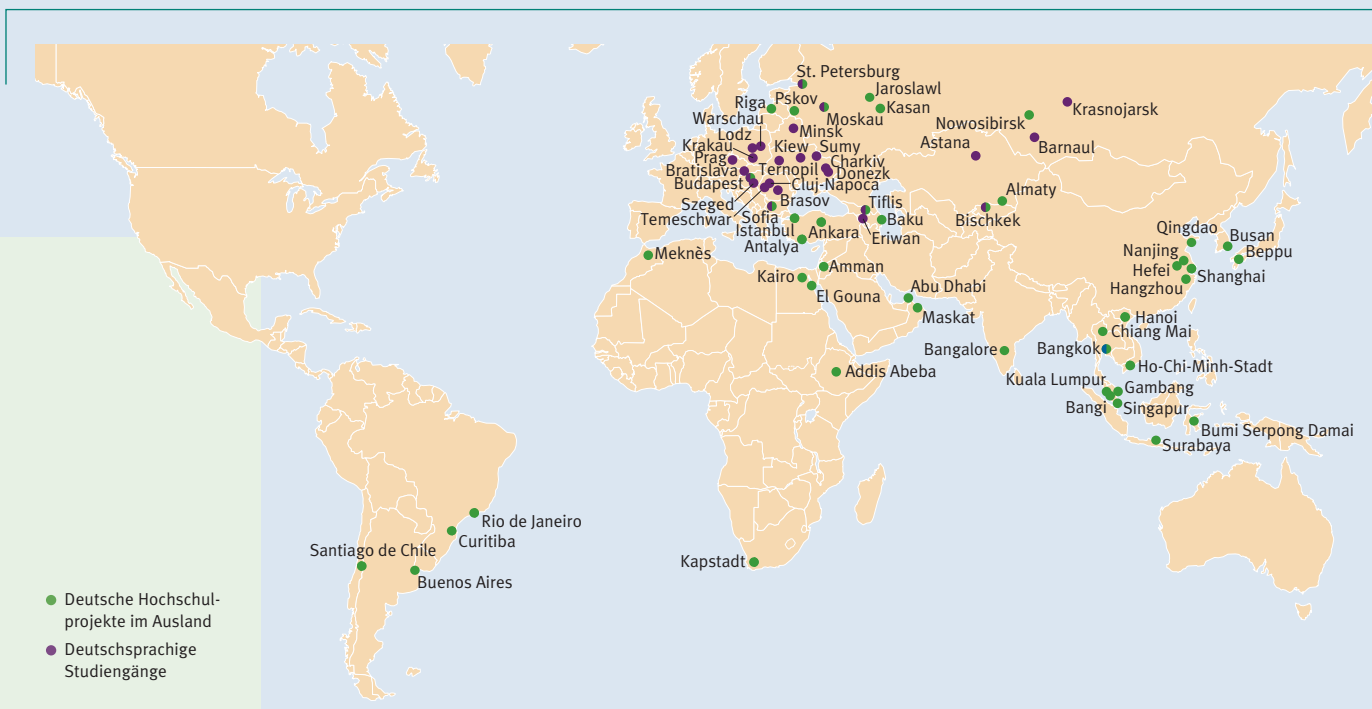 St. Petersburg
Jaroslawl
Riga
Pskov
Kasan
Krasnojarsk
Warschau
Moskau
Nowosibirsk
Lodz
Minsk
Krakau
Kiew
Sumy
Astana
Barnaul
Prag
Ternopil
Charkiv
Bratislava
Donezk
Budapest
Cluj-Napoca
Almaty
Szeged
Brasov
Tiflis
Bischkek
Temeschwar
Sofia
Baku
Istanbul
Ankara
Eriwan
Qingdao
Busan
Antalya
Beppu
Meknès
Nanjing
Amman
Hefei
Kairo
Shanghai
El Gouna
Abu Dhabi
Hangzhou
Maskat
Hanoi
Chiang Mai
Bangalore
Bangkok
Addis Abeba
Ho-Chi-Minh-Stadt
Kuala Lumpur
Gambang
Bangi
Singapur
Bumi Serpong Damai
Surabaya
Rio de Janeiro
Curitiba
Santiago de Chile
Kapstadt
Buenos Aires
Deutsche Hochschul-
projekte im Ausland
Deutschsprachige
Studiengänge